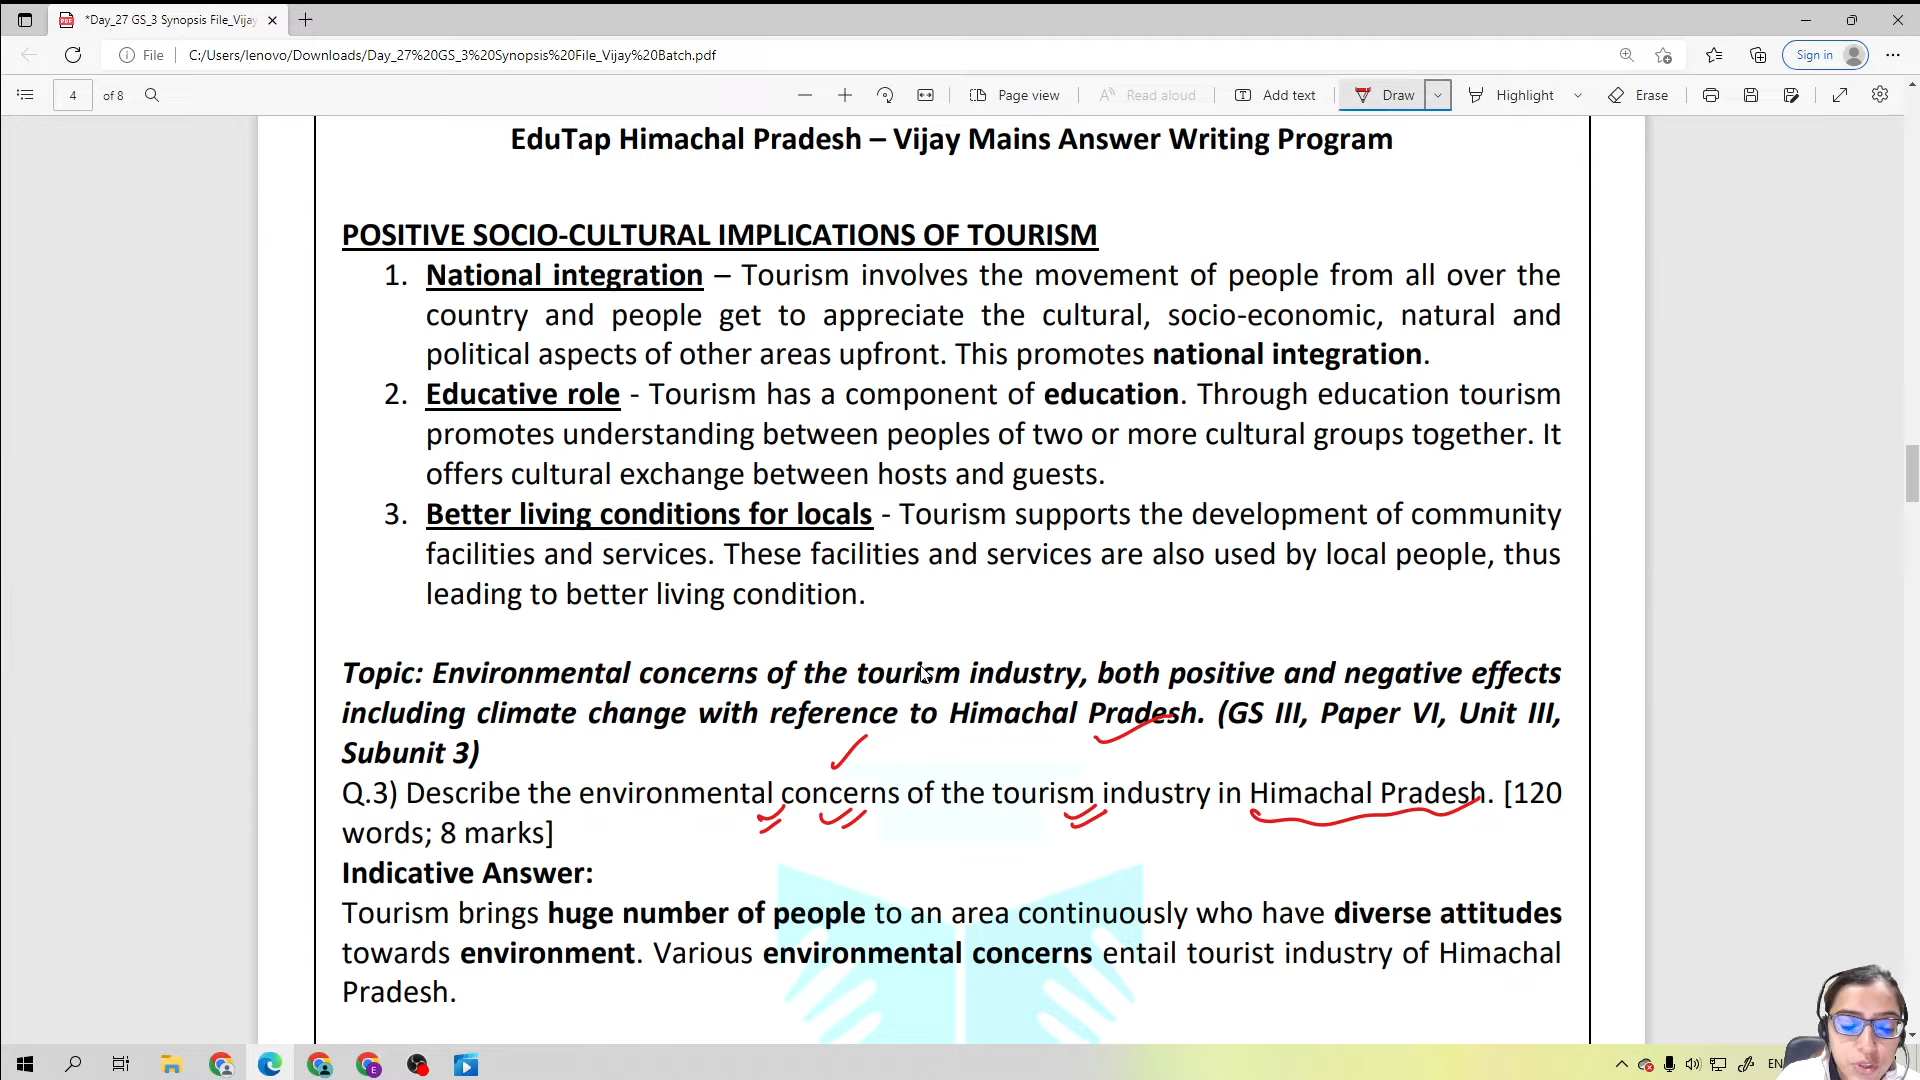 *Day_27 GS_3 Synopsis File_Vijay
File
C:/Users/lenovo/Downloads/Day_27%20GS_3%20Synopsis%20File_Vijay%20Batch.pdf
Sign in
4 of 8
Page view
Read aloud
Add text
Draw
Highlight
Erase
EduTap Himachal Pradesh – Vijay Mains Answer Writing Program
POSITIVE SOCIO-CULTURAL IMPLICATIONS OF TOURISM
1. National integration – Tourism involves the movement of people from all over the
country and people get to appreciate the cultural, socio-economic, natural and
political aspects of other areas upfront. This promotes national integration.
2. Educative role - Tourism has a component of education. Through education tourism
promotes understanding between peoples of two or more cultural groups together. It
offers cultural exchange between hosts and guests.
3. Better living conditions for locals - Tourism supports the development of community
facilities and services. These facilities and services are also used by local people, thus
leading to better living condition.
Topic: Environmental concerns of the tourism industry, both positive and negative effects
including climate change with reference to Himachal Pradesh. (GS III, Paper VI, Unit III,
Subunit 3)
Q.3) Describe the environmental concerns of the tourism industry in Himachal Pradesh. [120
words; 8 marks]
Indicative Answer:
Tourism brings huge number of people to an area continuously who have diverse attitudes
towards environment. Various environmental concerns entail tourist industry of Himachal
Pradesh.
EN